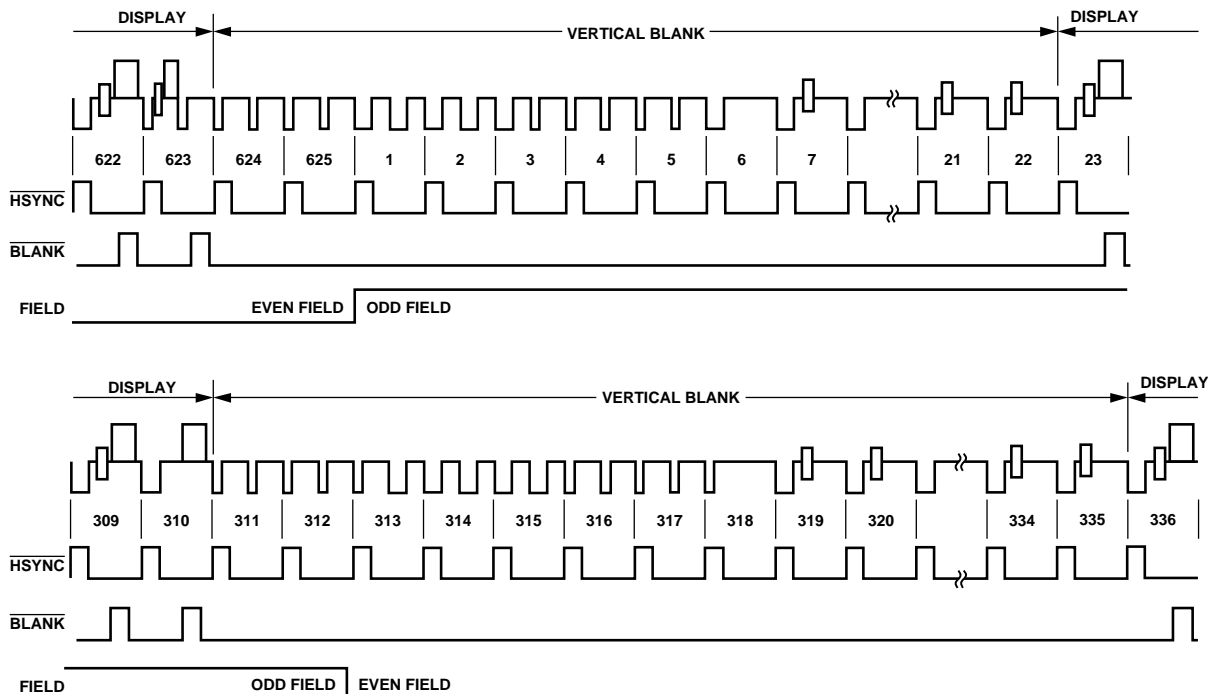 DISPLAY VERTICAL BLANK DISPLAY
622 623 624 625 1 2 3 4 5 6 7 21 22 23
HSYNC
BLANK
FIELD EVEN FIELD ODD FIELD
DISPLAY VERTICAL BLANK DISPLAY
309 310 311 312 313 314 315 316 317 318 319 320 334 335 336
HSYNC
BLANK
FIELD ODD FIELD EVEN FIELD